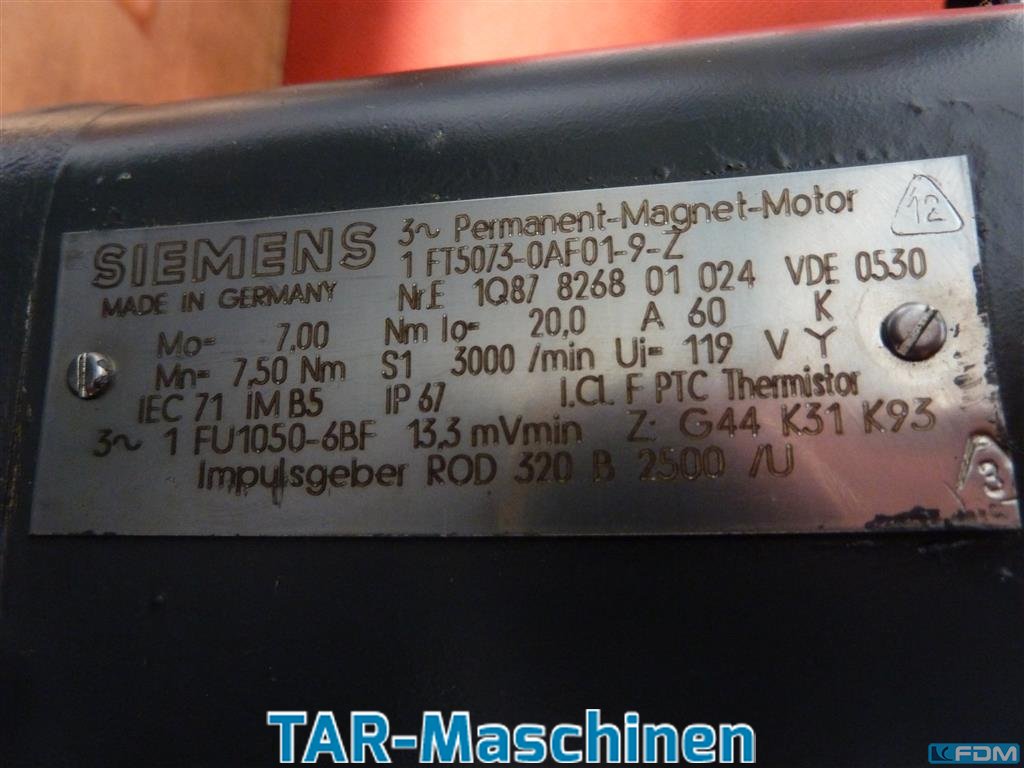 SIEMENS
MADE IN GERMANY
3~ Permanent-Magnet-Motor
12
1 FT5073-0AF01-9-Z
Nr.E 1Q87 8268 01 024 VDE 0530
Mo= 7,00 Nm Io= 20,0 A 60 K
Mn= 7,50 Nm S1 3000 /min Ui= 119 V Y
IEC 71 IM B5 IP 67 I.Cl. F PTC Thermistor
3~ 1 FU1050-6BF 13,3 mVmin Z: G44 K31 K93
Impulsgeber ROD 320 B 2500 /U
8
TAR-Maschinen
FDM